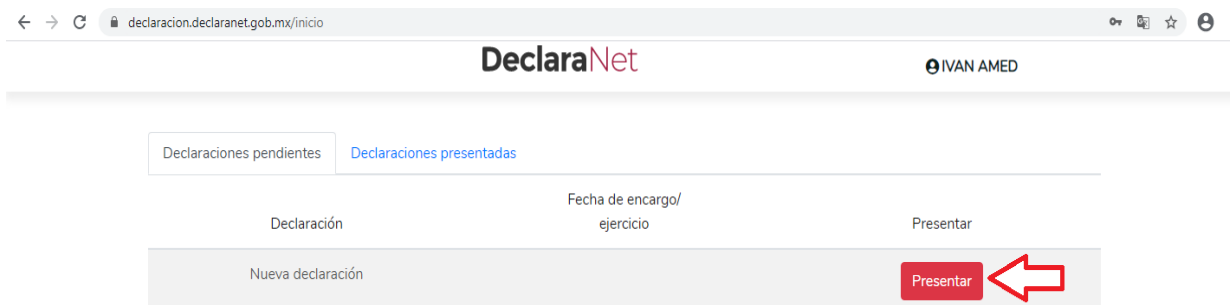 declaracion.declaranet.gob.mx/inicio
DeclaraNet
IVAN AMED
Declaraciones pendientes Declaraciones presentadas
Fecha de encargo/
Declaración ejercicio Presentar
Nueva declaración
Presentar